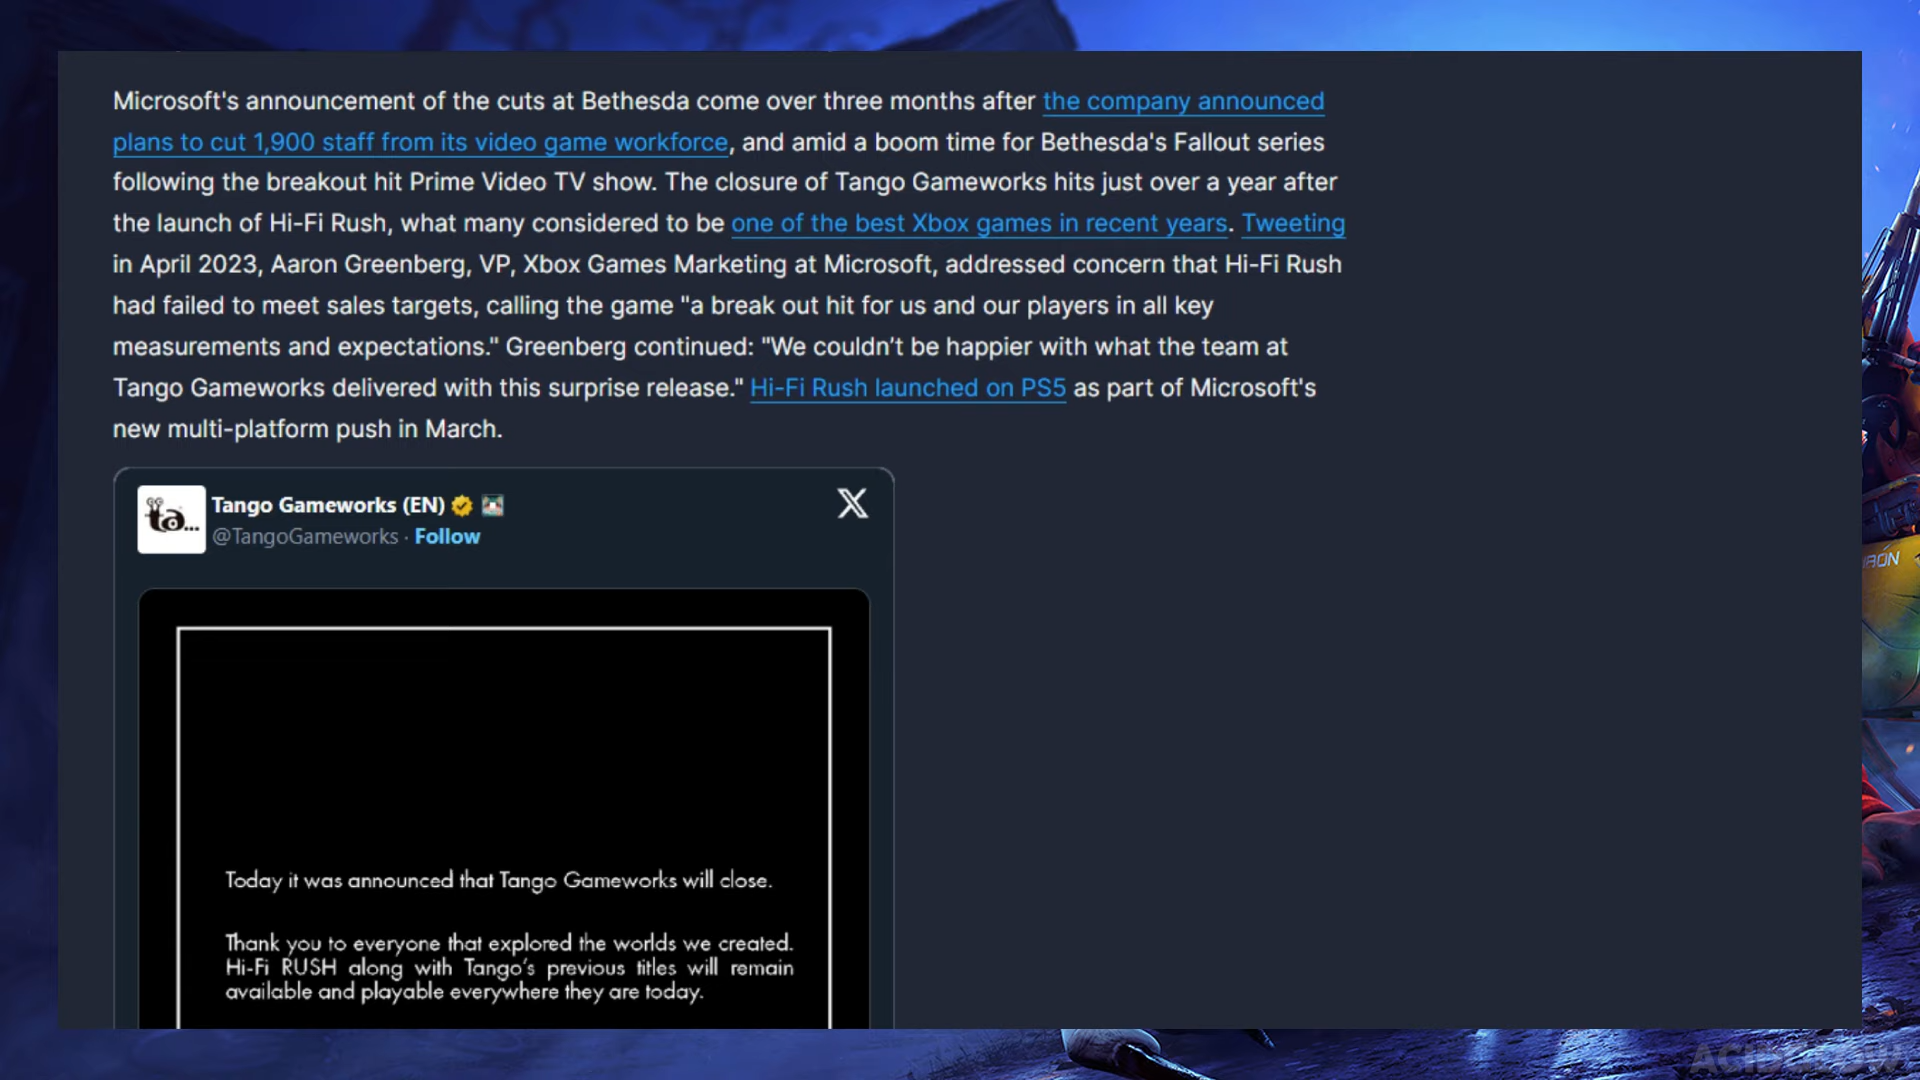 Microsoft's announcement of the cuts at Bethesda come over three months after the company announced
plans to cut 1,900 staff from its video game workforce, and amid a boom time for Bethesda's Fallout series
following the breakout hit Prime Video TV show. The closure of Tango Gameworks hits just over a year after
the launch of Hi-Fi Rush, what many considered to be one of the best Xbox games in recent years. Tweeting
in April 2023, Aaron Greenberg, VP, Xbox Games Marketing at Microsoft, addressed concern that Hi-Fi Rush
had failed to meet sales targets, calling the game "a break out hit for us and our players in all key
measurements and expectations." Greenberg continued: "We couldn’t be happier with what the team at
Tango Gameworks delivered with this surprise release." Hi-Fi Rush launched on PS5 as part of Microsoft's
new multi-platform push in March.
ta...
Tango Gameworks (EN)
@TangoGameworks · Follow
Today it was announced that Tango Gameworks will close.
Thank you to everyone that explored the worlds we created.
Hi-Fi RUSH along with Tango’s previous titles will remain
available and playable everywhere they are today.